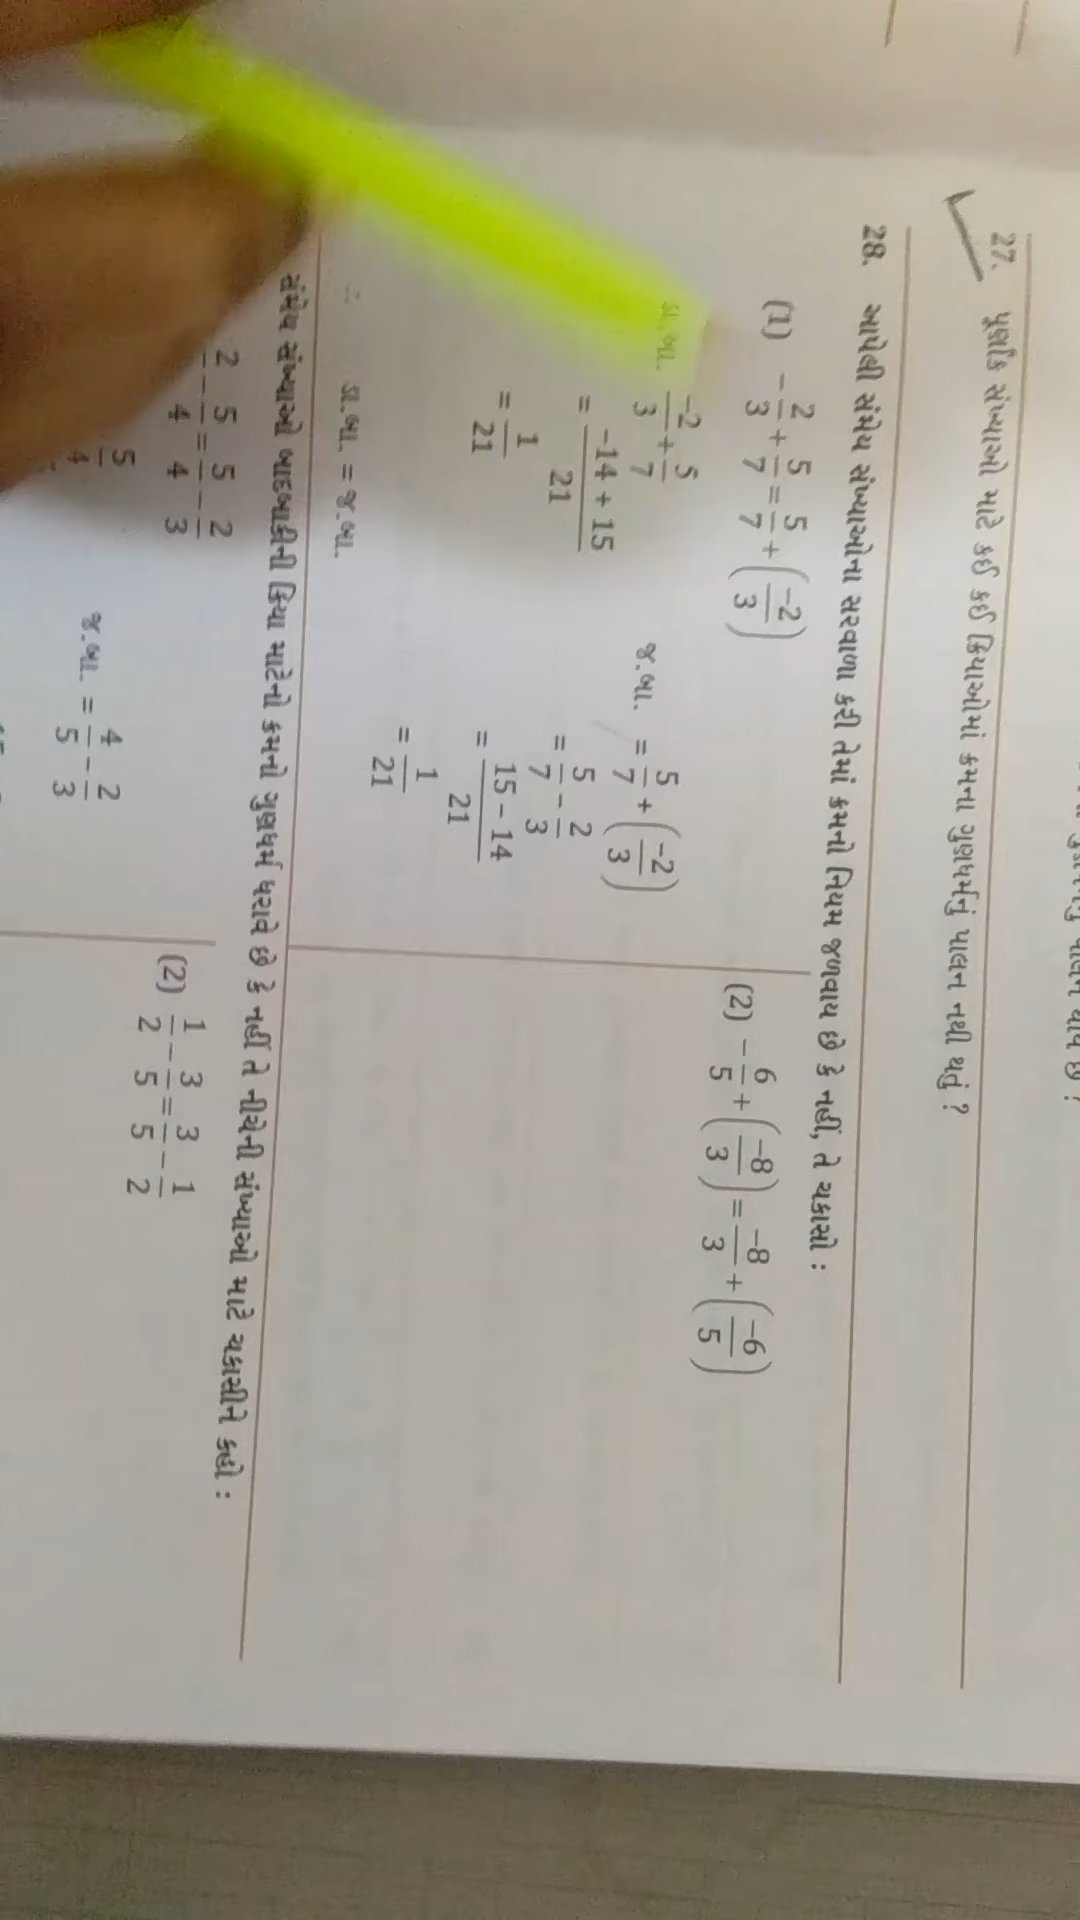 27. પૂર્ણાંક સંખ્યાઓ માટે કઈ કઈ ક્રિયાઓમાં ક્રમના ગુણધર્મનું પાલન નથી થતું ?
28. આપેલી સંમેય સંખ્યાઓના સરવાળા કરી તેમાં ક્રમનો નિયમ જળવાય છે કે નહીં, તે ચકાસો :
(1) -2/3 + 5/7 = 5/7 + (-2/3)
ડા.બા. -2/3 + 5/7
= -14 + 15/21
= 1/21
જ.બા. = 5/7 + (-2/3)
= 5/7 - 2/3
= 15 - 14/21
= 1/21
∴ ડા.બા. = જ.બા.
(2) -6/5 + (-8/3) = -8/3 + (-6/5)
સંમેય સંખ્યાઓ બાદબાકીની ક્રિયા માટેનો ક્રમનો ગુણધર્મ ધરાવે છે કે નહીં તે નીચેની સંખ્યાઓ માટે ચકાસીને કહો :
2 - 5/4 = 5/4 - 2/3
5/4
જ.બા. = 4/5 - 2/3
(2) 1/2 - 3/5 = 3/5 - 1/2